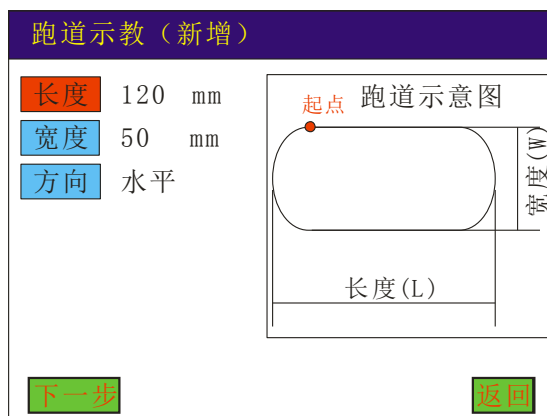 跑道示教（新增）
长度 120 mm
宽度 50 mm
方向 水平
跑道示意图
起点
宽度(W)
长度(L)
下一步
返回